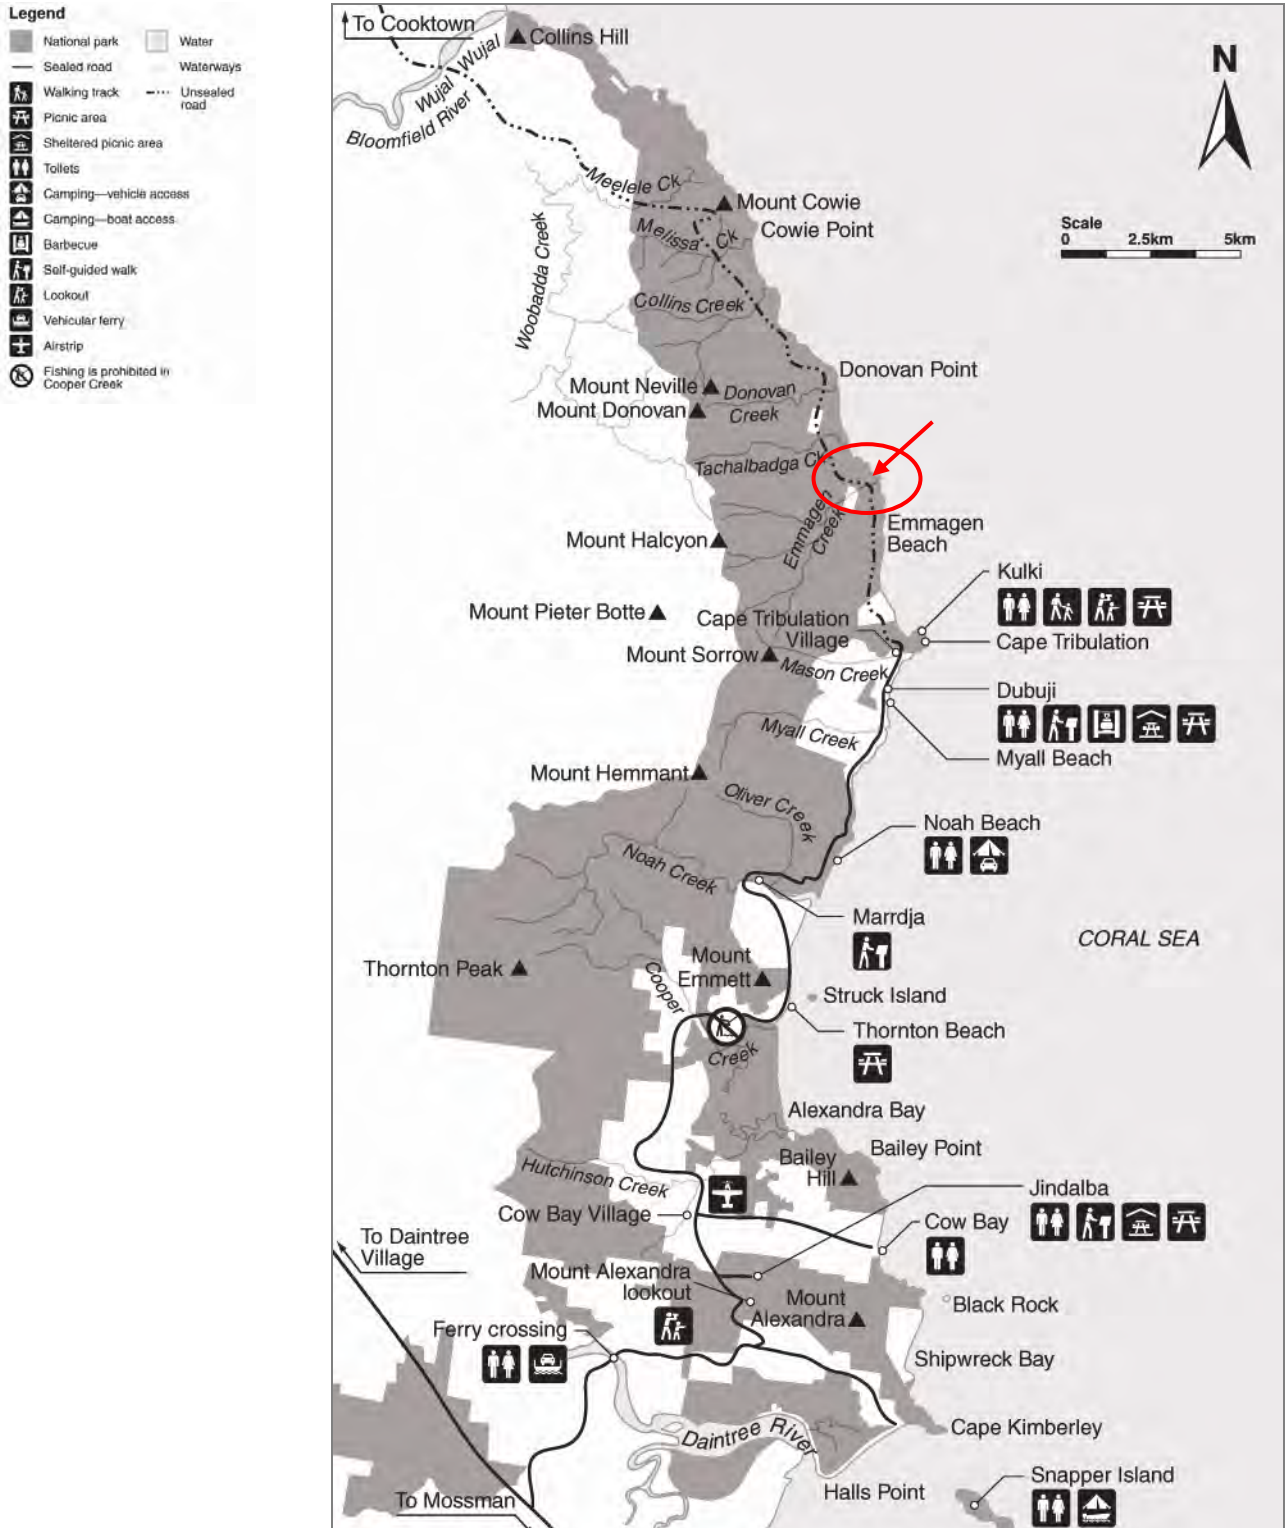 Legend
National park
Water
Sealed road
Waterways
Walking track
Unsealed
road
Picnic area
Sheltered picnic area
Toilets
Camping—vehicle access
Camping—boat access
Barbecue
Self-guided walk
Lookout
Vehicular ferry
Airstrip
Fishing is prohibited in
Cooper Creek
To Cooktown
Collins Hill
N
Wujal Wujal
Bloomfield River
Meelele Ck
Mount Cowie
Cowie Point
Scale
0 2.5km 5km
Melissa Ck
Woobadda Creek
Collins Creek
Donovan Point
Mount Neville
Donovan
Creek
Mount Donovan
Tachalbadga Ck
Emmagen
Creek
Emmagen
Beach
Mount Halcyon
Kulki
Mount Pieter Botte
Cape Tribulation
Village
Cape Tribulation
Mount Sorrow
Mason Creek
Dubuji
Myall Creek
Myall Beach
Mount Hemmant
Oliver Creek
Noah Beach
Noah Creek
Marrdja
CORAL SEA
Mount
Emmett
Thornton Peak
Cooper
Creek
Struck Island
Thornton Beach
Alexandra Bay
Bailey Point
Bailey
Hill
Hutchinson Creek
Jindalba
Cow Bay Village
Cow Bay
To Daintree
Village
Mount Alexandra
lookout
Mount
Alexandra
Black Rock
Ferry crossing
Shipwreck Bay
Cape Kimberley
Daintree River
Snapper Island
Halls Point
To Mossman